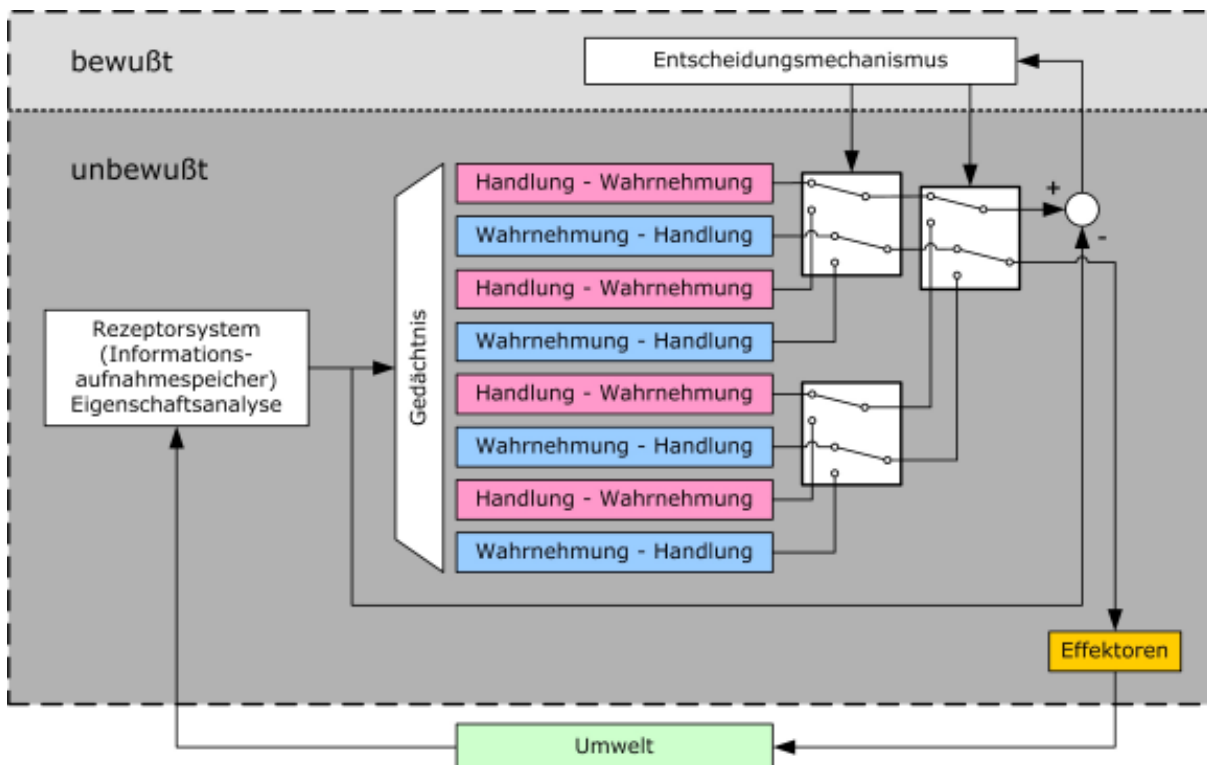 bewußt
Entscheidungsmechanismus
unbewußt
Handlung - Wahrnehmung
Wahrnehmung - Handlung
Handlung - Wahrnehmung
Wahrnehmung - Handlung
Handlung - Wahrnehmung
Wahrnehmung - Handlung
Handlung - Wahrnehmung
Wahrnehmung - Handlung
+
-
Rezeptorsystem
(Informations-
aufnahmespeicher)
Eigenschaftsanalyse
Gedächtnis
Effektoren
Umwelt